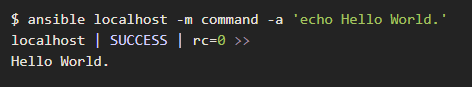 $ ansible localhost -m command -a 'echo Hello World.'
localhost | SUCCESS | rc=0 >>
Hello World.